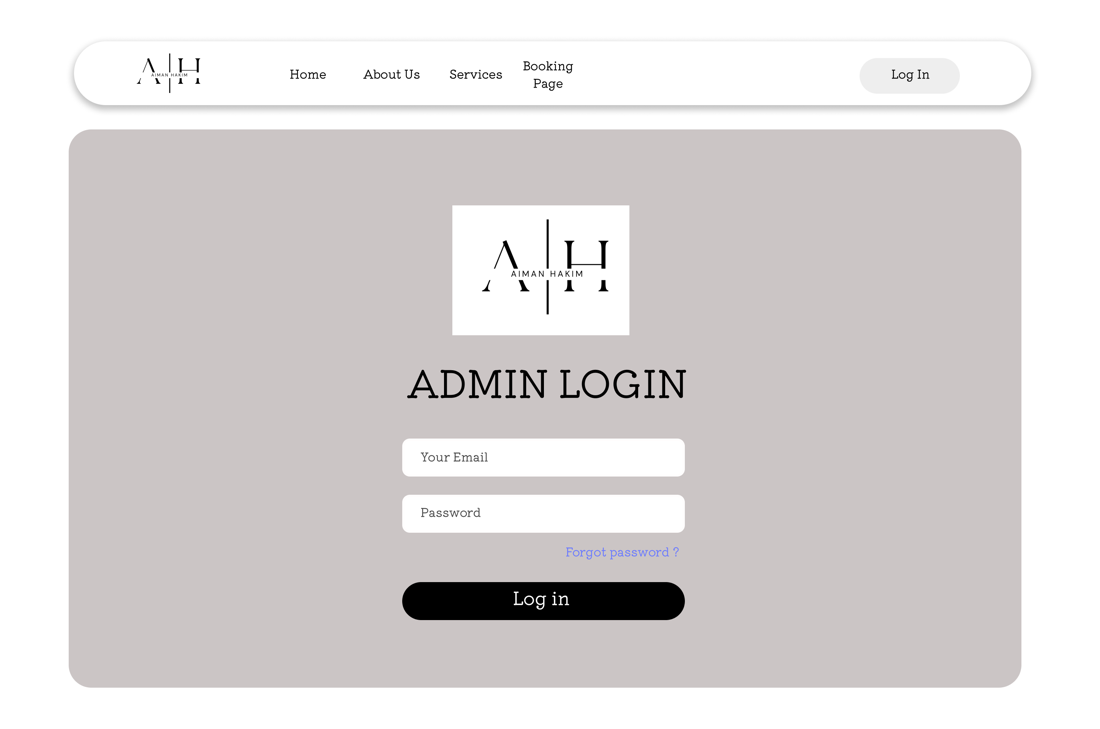 A H
AIMAN HAKIM
Home
About Us
Services
Booking
Page
Log In
A H
AIMAN HAKIM
ADMIN LOGIN
Your Email
Password
Forgot password ?
Log in